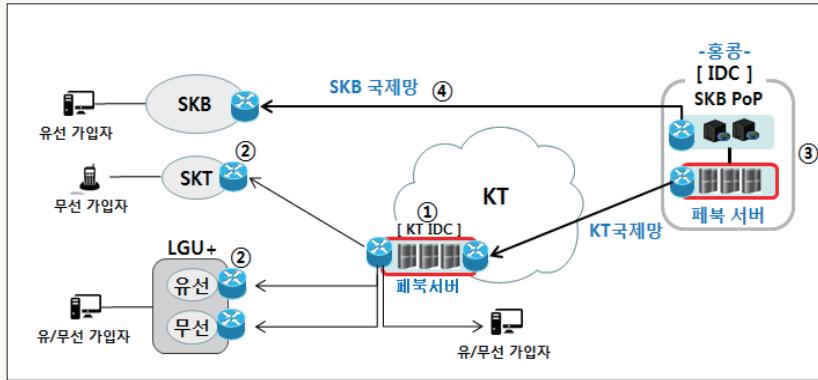 -홍콩-
[ IDC ]
SKB PoP
SKB 국제망
④
SKB
유선 가입자
③
②
SKT
무선 가입자
페북 서버
KT
①
[ KT IDC ]
KT국제망
페북서버
LGU+
②
유선
무선
유/무선 가입자
유/무선 가입자